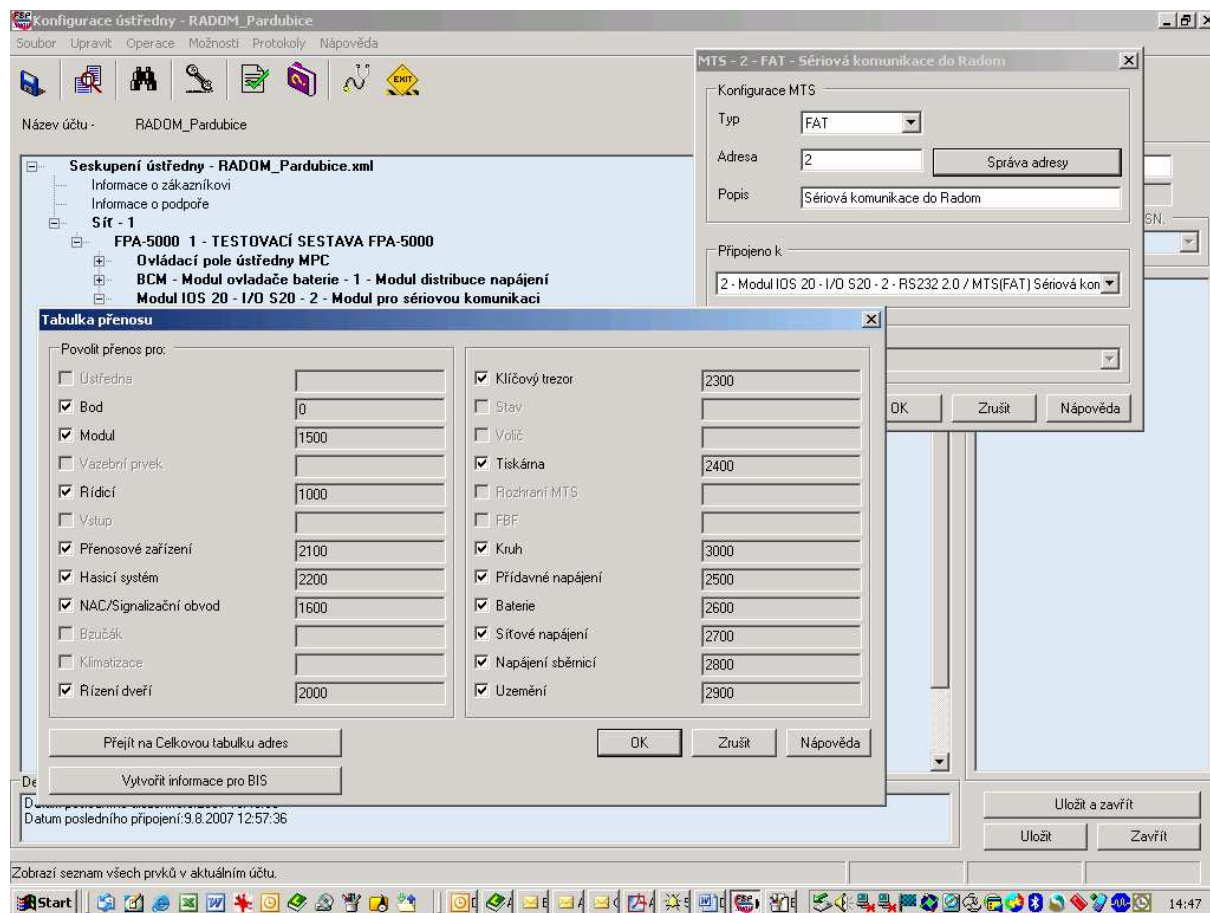 Konfigurace ústředny - RADOM_Pardubice
Soubor Upravit Operace Možnosti Protokoly Nápověda
EXIT
Název účtu - RADOM_Pardubice
Seskupení ústředny - RADOM_Pardubice.xml
Informace o zákazníkovi
Informace o podpoře
Síť - 1
FPA-5000 1 - TESTOVACÍ SESTAVA FPA-5000
Ovládací pole ústředny MPC
BCM - Modul ovladače baterie - 1 - Modul distribuce napájení
Modul IOS 20 - I/O S20 - 2 - Modul pro sériovou komunikaci
MTS - 2 - FAT - Sériová komunikace do Radom
Konfigurace MTS
Typ FAT
Adresa 2 Správa adresy
Popis Sériová komunikace do Radom
SN.
Připojeno k
2 - Modul IOS 20 - I/O S20 - 2 - RS232 2.0 / MTS(FAT) Sériová kon
OK Zrušit Nápověda
Tabulka přenosu
Povolit přenos pro:
Ústředna
Bod 0
Modul 1500
Vazební prvek
Řídicí 1000
Vstup
Přenosové zařízení 2100
Hasicí systém 2200
NAC/Signalizační obvod 1600
Bzučák
Klimatizace
Řízení dveří 2000
Klíčový trezor 2300
Stav
Volič
Tiskárna 2400
Rozhraní MTS
FBF
Kruh 3000
Přídavné napájení 2500
Baterie 2600
Síťové napájení 2700
Napájení sběrnicí 2800
Uzemění 2900
Přejít na Celkovou tabulku adres
OK Zrušit Nápověda
Vytvořit informace pro BIS
De
Datum posledního připojení:9.8.2007 12:57:36
Uložit a zavřít
Uložit Zavřít
Zobrazí seznam všech prvků v aktuálním účtu.
Start 14:47